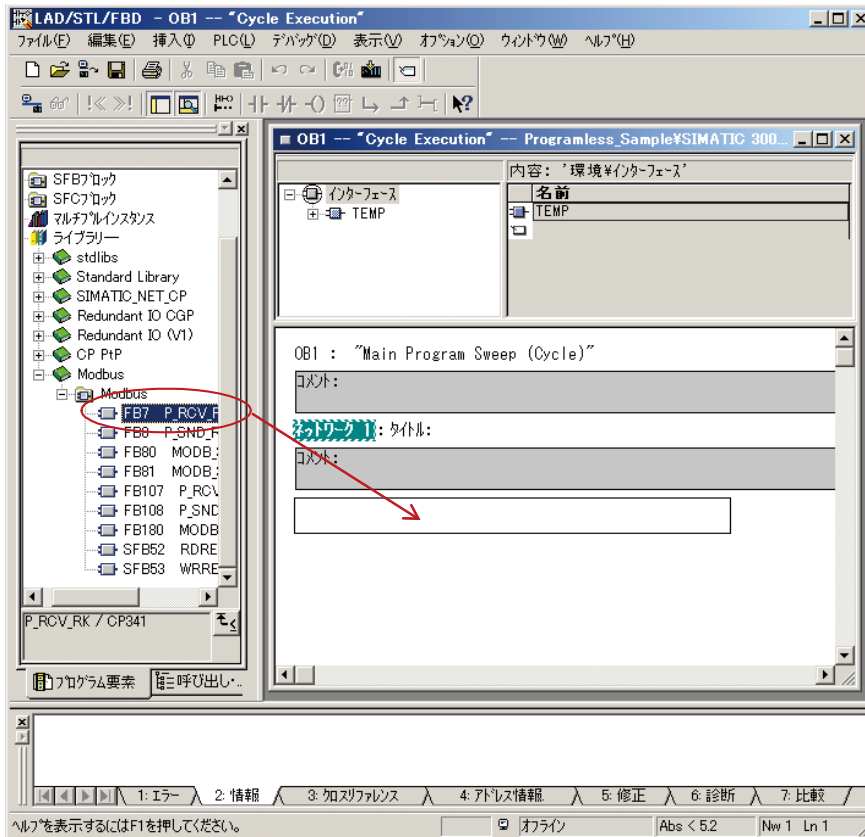 LAD/STL/FBD - OB1 -- "Cycle Execution"
ファイル(F) 編集(E) 挿入(I) PLC(L) デバッグ(D) 表示(V) オプション(O) ウィンドウ(W) ヘルプ(H)
SFBブロック
SFCブロック
マルチプルインスタンス
ライブラリー
stdlibs
Standard Library
SIMATIC_NET_CP
Redundant IO CGP
Redundant IO (V1)
CP PtP
Modbus
Modbus
FB7 P_RCV_R
FB8 P_SND_R
FB80 MODB_
FB81 MODB_
FB107 P_RCV
FB108 P_SND
FB180 MODB
SFB52 RDRE
SFB53 WRRE
P_RCV_RK / CP341
プログラム要素
呼び出し・..
OB1 -- "Cycle Execution" -- Programless_Sample¥SIMATIC 300...
インターフェース
TEMP
内容: '環境¥インターフェース'
名前
TEMP
OB1 : "Main Program Sweep (Cycle)"
コメント:
ネットワーク 1: タイトル:
コメント:
1: エラー 2: 情報 3: クロスリファレンス 4: アドレス情報. 5: 修正 6: 診断 7: 比較
ヘルプを表示するにはF1を押してください。 オフライン Abs < 5.2 Nw 1 Ln 1